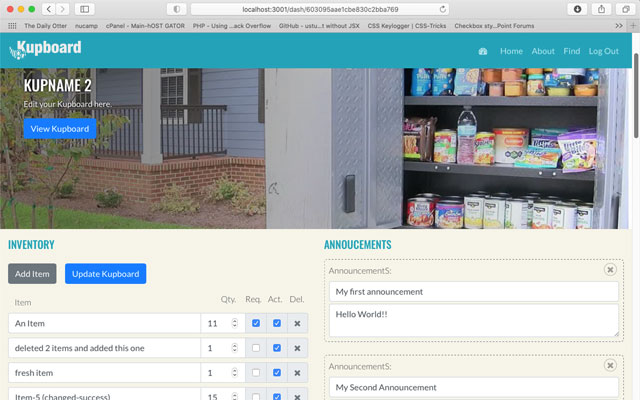 localhost:3001/dash/603095aae1cbe830c2bba769
The Daily Otter nucamp cPanel - Main-hOST GATOR PHP - Using ...ack Overflow GitHub - ustu...t without JSX CSS Keylogger | CSS-Tricks Checkbox sty...Point Forums
Kupboard
Home About Find Log Out
KUPNAME 2
Edit your Kupboard here.
View Kupboard
INVENTORY
Add Item Update Kupboard
Item Qty. Req. Act. Del.
An Item 11
deleted 2 items and added this one 1
fresh item 1
Item-5 (changed-success) 15
ANNOUCEMENTS
AnnouncementS:
My first announcement
Hello World!!
AnnouncementS:
My Second Announcement